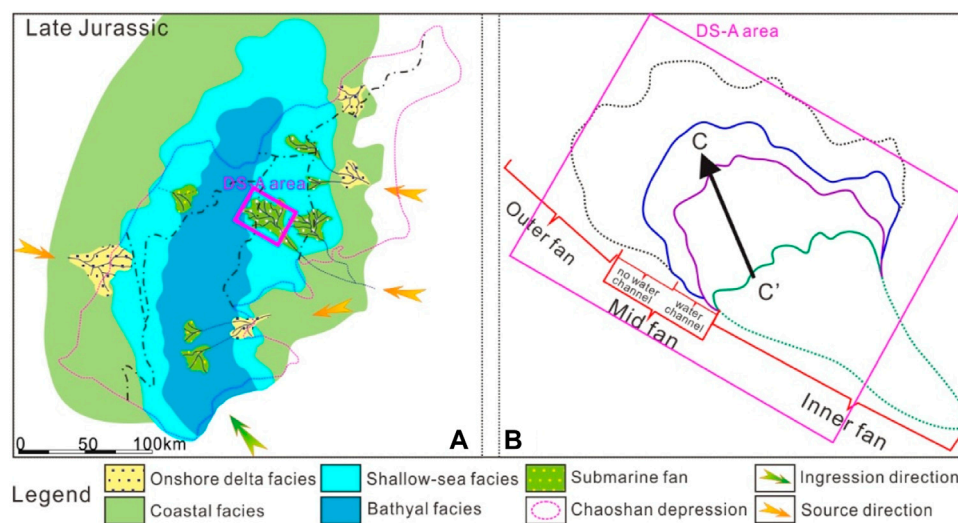 Late Jurassic
DS-A area
0 50 100km
A
DS-A area
C
C'
Outer fan
no water
channel
water
channel
Mid fan
Inner fan
B
Legend
Onshore delta facies
Shallow-sea facies
Submarine fan
Ingression direction
Coastal facies
Bathyal facies
Chaoshan depression
Source direction